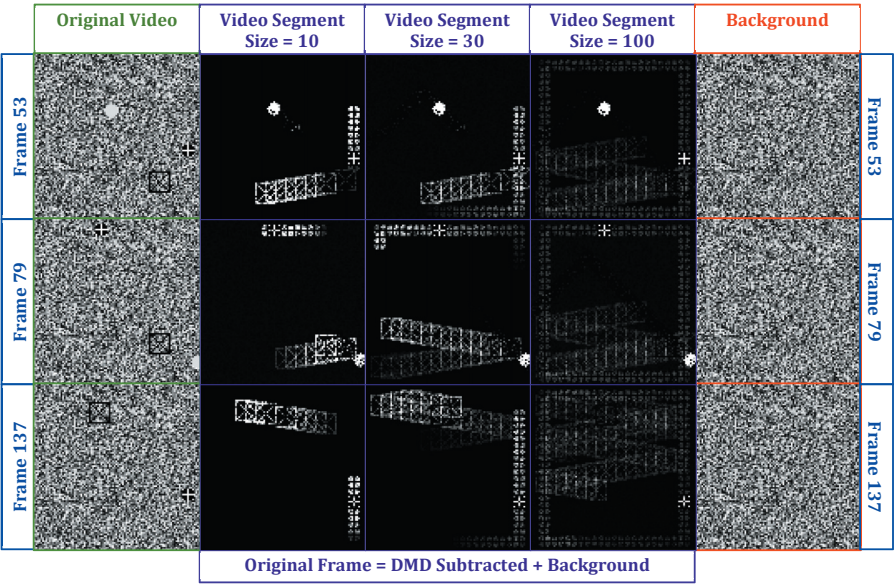 Original Video
Video Segment
Size = 10
Video Segment
Size = 30
Video Segment
Size = 100
Background
Frame 53
Frame 53
Frame 79
Frame 79
Frame 137
Frame 137
Original Frame = DMD Subtracted + Background